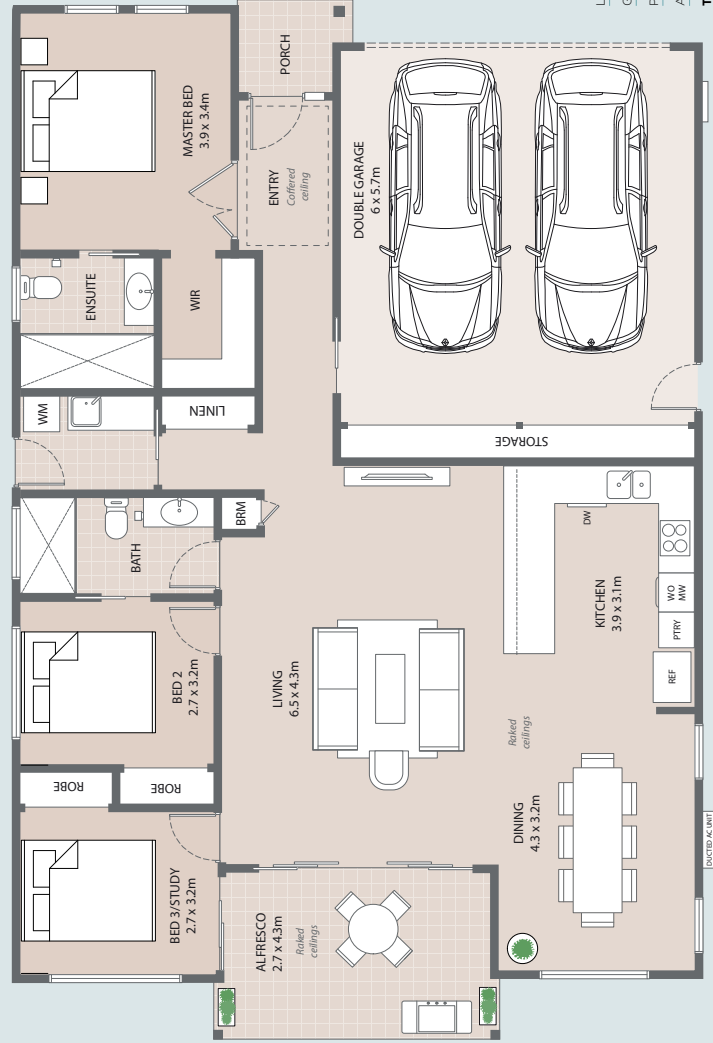 MASTER BED
3.9 x 3.4m
PORCH
ENTRY
Coffered
ceiling
DOUBLE GARAGE
6 x 5.7m
ENSUITE
WIR
WM
LINEN
STORAGE
BRM
BATH
BED 2
2.7 x 3.2m
LIVING
6.5 x 4.3m
KITCHEN
3.9 x 3.1m
DW
WO
MW
PTRY
REF
Raked
ceilings
ROBE
ROBE
BED 3/STUDY
2.7 x 3.2m
ALFRESCO
2.7 x 4.3m
Raked
ceilings
DINING
4.3 x 3.2m
DUCTED AC UNIT
L
G
P
A
T